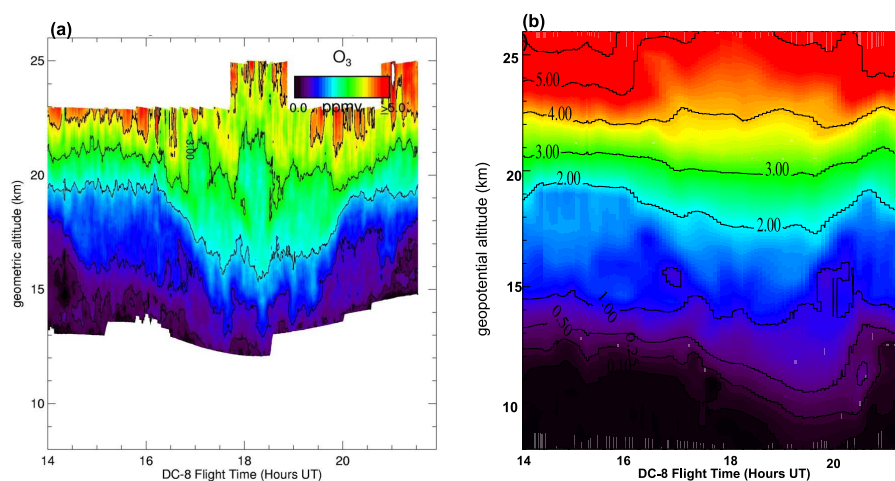 (a)
O3
0.0 ppmv >5.0
3.00
geometric altitude (km)
25
20
15
10
14 16 18 20
DC-8 Flight Time (Hours UT)
(b)
5.00
4.00
3.00 3.00
2.00 2.00
1.00
0.50
0.25
geopotential altitude (km)
25
20
15
10
14 16 18 20
DC-8 Flight Time (Hours UT)